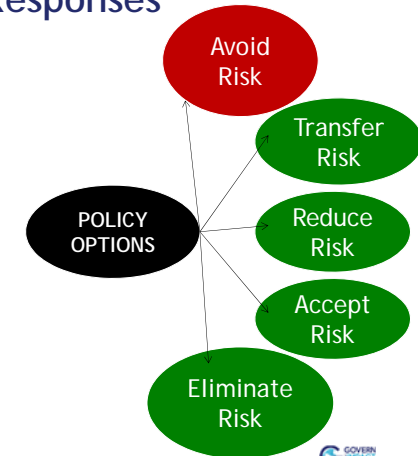 Responses
Avoid
Risk
Transfer
Risk
POLICY
OPTIONS
Reduce
Risk
Accept
Risk
Eliminate
Risk
GOVERN